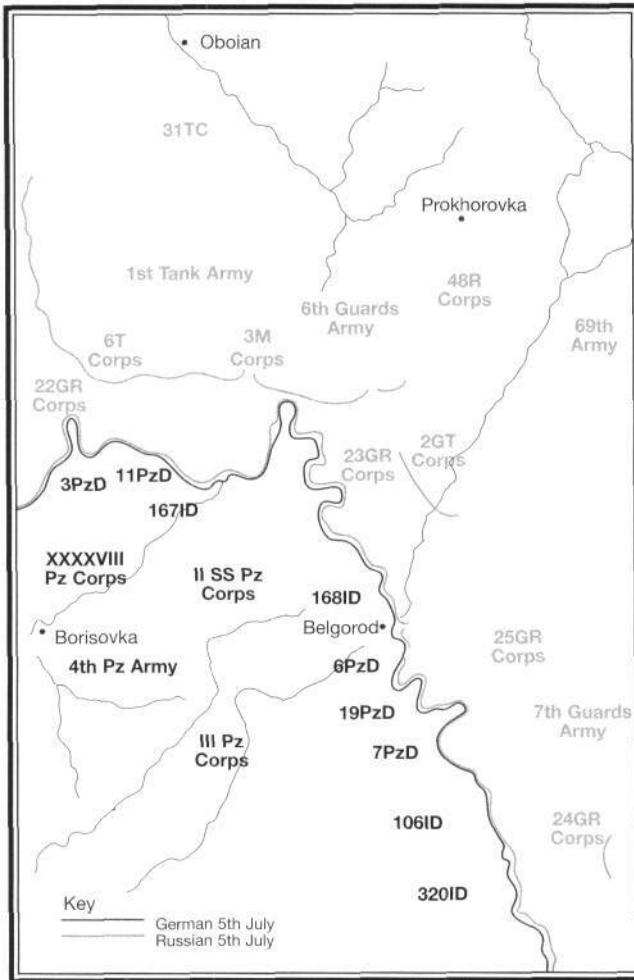 Oboian
31TC
Prokhorovka
1st Tank Army
48R
Corps
6th Guards
Army
69th
Army
6T
Corps
3M
Corps
22GR
Corps
23GR
Corps
2GT
Corps
3PzD
11PzD
167ID
XXXXVIII
Pz Corps
II SS Pz
Corps
168ID
Borisovka
Belgorod
25GR
Corps
4th Pz Army
6PzD
19PzD
7th Guards
Army
III Pz
Corps
7PzD
106ID
24GR
Corps
320ID
Key
German 5th July
Russian 5th July